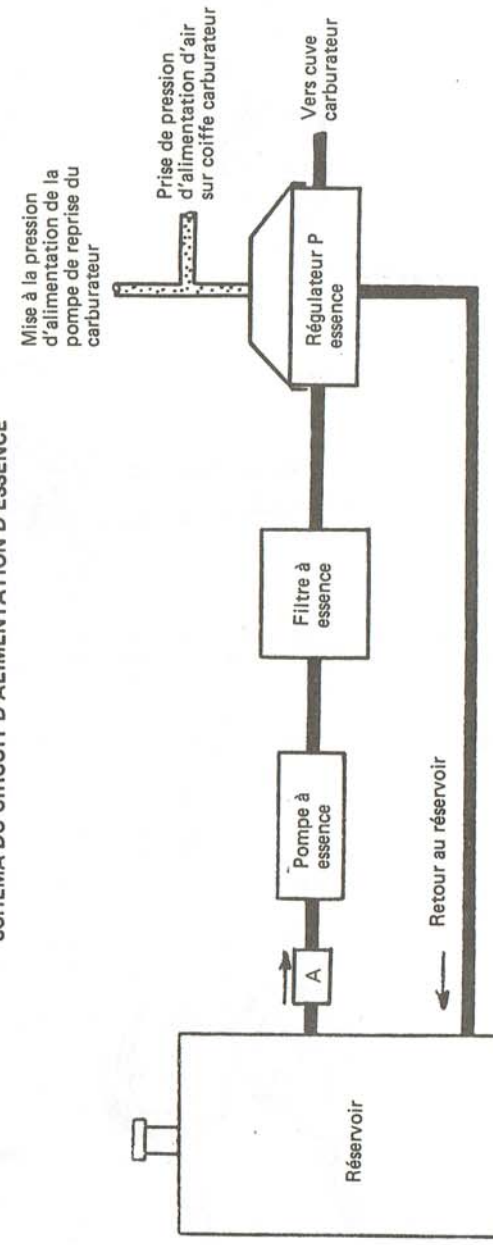 SCHEMA DU CIRCUIT D'ALIMENTATION D'ESSENCE
Mise à la pression
d'alimentation de la
pompe de reprise du
carburateur
Prise de pression
d'alimentation d'air
sur coiffe carburateur
Réservoir
A
Pompe à
essence
Filtre à
essence
Régulateur P
essence
Vers cuve
carburateur
Retour au réservoir